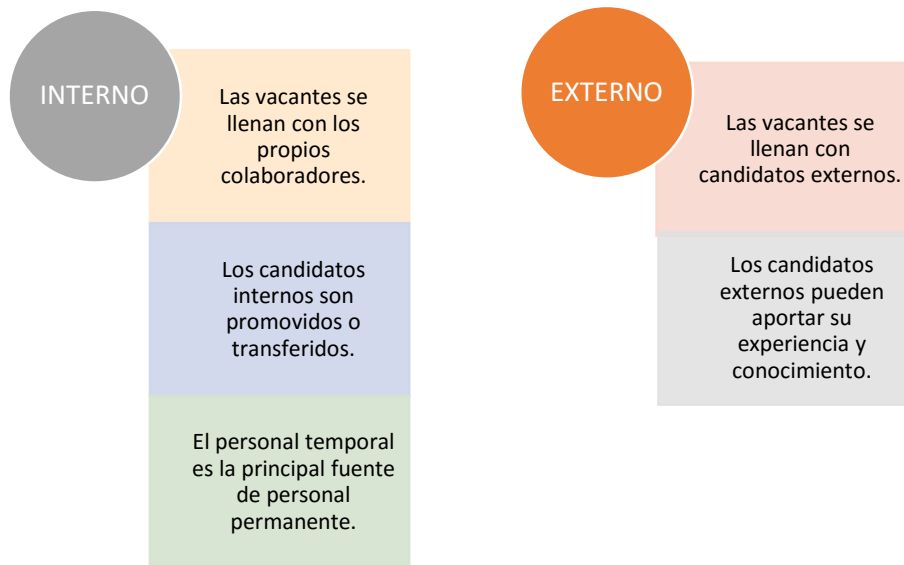 INTERNO
Las vacantes se
llenan con los
propios
colaboradores.
Los candidatos
internos son
promovidos o
transferidos.
El personal temporal
es la principal fuente
de personal
permanente.
EXTERNO
Las vacantes se
llenan con
candidatos externos.
Los candidatos
externos pueden
aportar su
experiencia y
conocimiento.